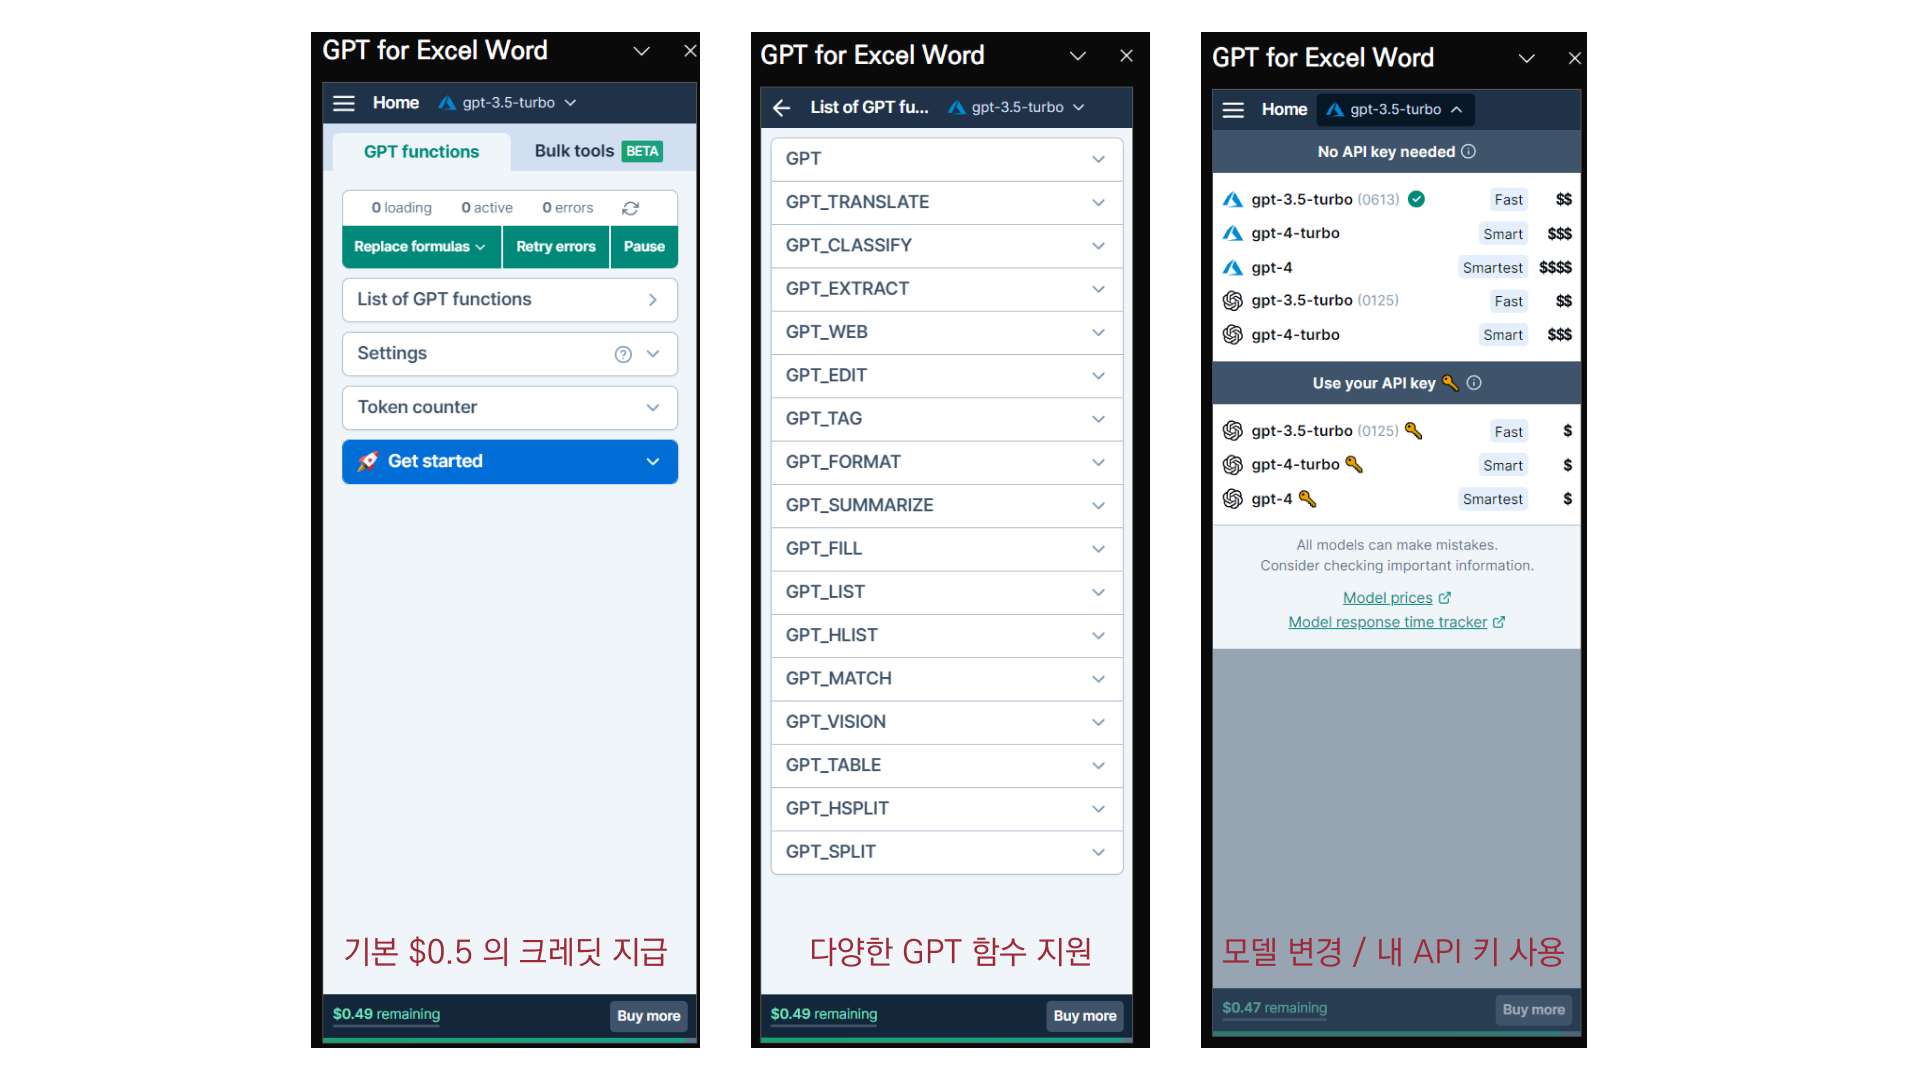 GPT for Excel Word
Home gpt-3.5-turbo
GPT functions Bulk tools BETA
0 loading 0 active 0 errors
Replace formulas Retry errors Pause
List of GPT functions
Settings
Token counter
Get started
기본 $0.5 의 크레딧 지급
$0.49 remaining Buy more
GPT for Excel Word
List of GPT fu... gpt-3.5-turbo
GPT
GPT_TRANSLATE
GPT_CLASSIFY
GPT_EXTRACT
GPT_WEB
GPT_EDIT
GPT_TAG
GPT_FORMAT
GPT_SUMMARIZE
GPT_FILL
GPT_LIST
GPT_HLIST
GPT_MATCH
GPT_VISION
GPT_TABLE
GPT_HSPLIT
GPT_SPLIT
다양한 GPT 함수 지원
$0.49 remaining Buy more
GPT for Excel Word
Home gpt-3.5-turbo
No API key needed
gpt-3.5-turbo (0613) Fast $$
gpt-4-turbo Smart $$$
gpt-4 Smartest $$$$
gpt-3.5-turbo (0125) Fast $$
gpt-4-turbo Smart $$$
Use your API key
gpt-3.5-turbo (0125) Fast $
gpt-4-turbo Smart $
gpt-4 Smartest $
All models can make mistakes.
Consider checking important information.
Model prices
Model response time tracker
모델 변경 / 내 API 키 사용
$0.47 remaining Buy more